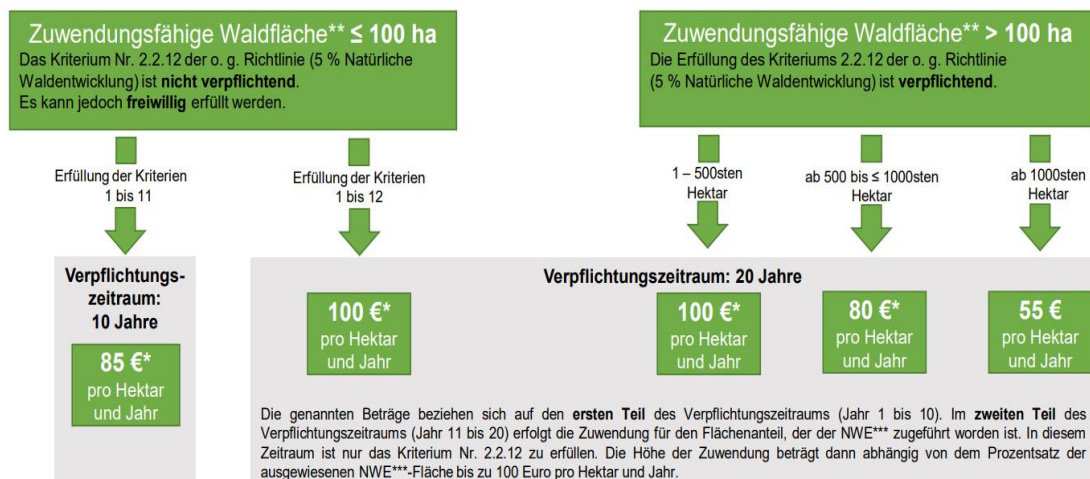 Zuwendungsfähige Waldfläche** ≤ 100 ha
Das Kriterium Nr. 2.2.12 der o. g. Richtlinie (5 % Natürliche
Waldentwicklung) ist nicht verpflichtend.
Es kann jedoch freiwillig erfüllt werden.
Zuwendungsfähige Waldfläche** > 100 ha
Die Erfüllung des Kriteriums 2.2.12 der o. g. Richtlinie
(5 % Natürliche Waldentwicklung) ist verpflichtend.
Erfüllung der Kriterien
1 bis 11
Erfüllung der Kriterien
1 bis 12
1 – 500sten
Hektar
ab 500 bis ≤ 1000sten
Hektar
ab 1000sten
Hektar
Verpflichtungs-
zeitraum:
10 Jahre
85 €*
pro Hektar
und Jahr
Verpflichtungszeitraum: 20 Jahre
100 €*
pro Hektar
und Jahr
100 €*
pro Hektar
und Jahr
80 €*
pro Hektar
und Jahr
55 €
pro Hektar
und Jahr
Die genannten Beträge beziehen sich auf den ersten Teil des Verpflichtungszeitraums (Jahr 1 bis 10). Im zweiten Teil des
Verpflichtungszeitraums (Jahr 11 bis 20) erfolgt die Zuwendung für den Flächenanteil, der der NWE*** zugeführt worden ist. In diesem
Zeitraum ist nur das Kriterium Nr. 2.2.12 zu erfüllen. Die Höhe der Zuwendung beträgt dann abhängig von dem Prozentsatz der
ausgewiesenen NWE***-Fläche bis zu 100 Euro pro Hektar und Jahr.